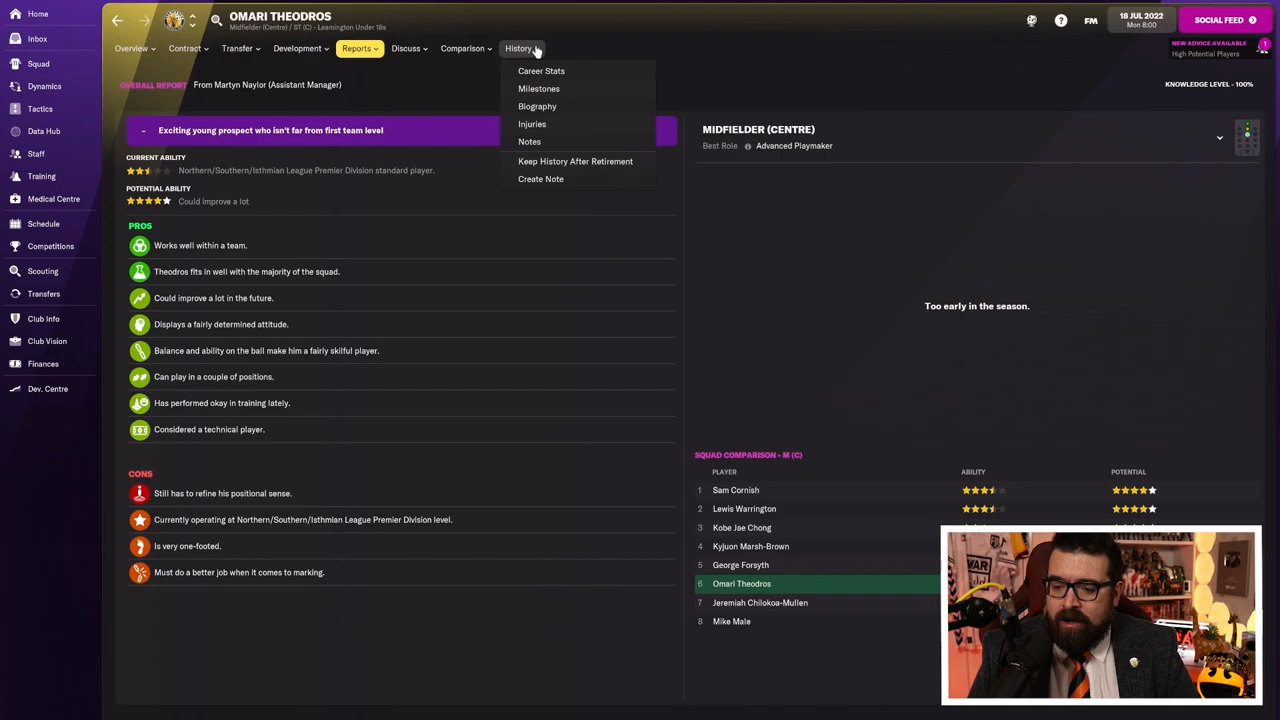 Home
Inbox
Squad
Dynamics
Tactics
Data Hub
Staff
Training
Medical Centre
Schedule
Competitions
Scouting
Transfers
Club Info
Club Vision
Finances
Dev. Centre
OMARI THEODROS
Midfielder (Centre) / ST (C) - Leamington Under 18s
FM
18 JUL 2022
Mon 8:00
SOCIAL FEED
Overview
Contract
Transfer
Development
Reports
Discuss
Comparison
History
NEW ADVICE AVAILABLE
High Potential Players
1
Career Stats
Milestones
Biography
Injuries
Notes
Keep History After Retirement
Create Note
OVERALL REPORT From Martyn Naylor (Assistant Manager)
KNOWLEDGE LEVEL - 100%
- Exciting young prospect who isn't far from first team level
CURRENT ABILITY
Northern/Southern/Isthmian League Premier Division standard player.
POTENTIAL ABILITY
Could improve a lot
PROS
Works well within a team.
Theodros fits in well with the majority of the squad.
Could improve a lot in the future.
Displays a fairly determined attitude.
Balance and ability on the ball make him a fairly skilful player.
Can play in a couple of positions.
Has performed okay in training lately.
Considered a technical player.
CONS
Still has to refine his positional sense.
Currently operating at Northern/Southern/Isthmian League Premier Division level.
Is very one-footed.
Must do a better job when it comes to marking.
MIDFIELDER (CENTRE)
Best Role Advanced Playmaker
Too early in the season.
SQUAD COMPARISON - M (C)
PLAYER ABILITY POTENTIAL
1 Sam Cornish
2 Lewis Warrington
3 Kobe Jae Chong
4 Kyjuon Marsh-Brown
5 George Forsyth
6 Omari Theodros
7 Jeremiah Chilokoa-Mullen
8 Mike Male